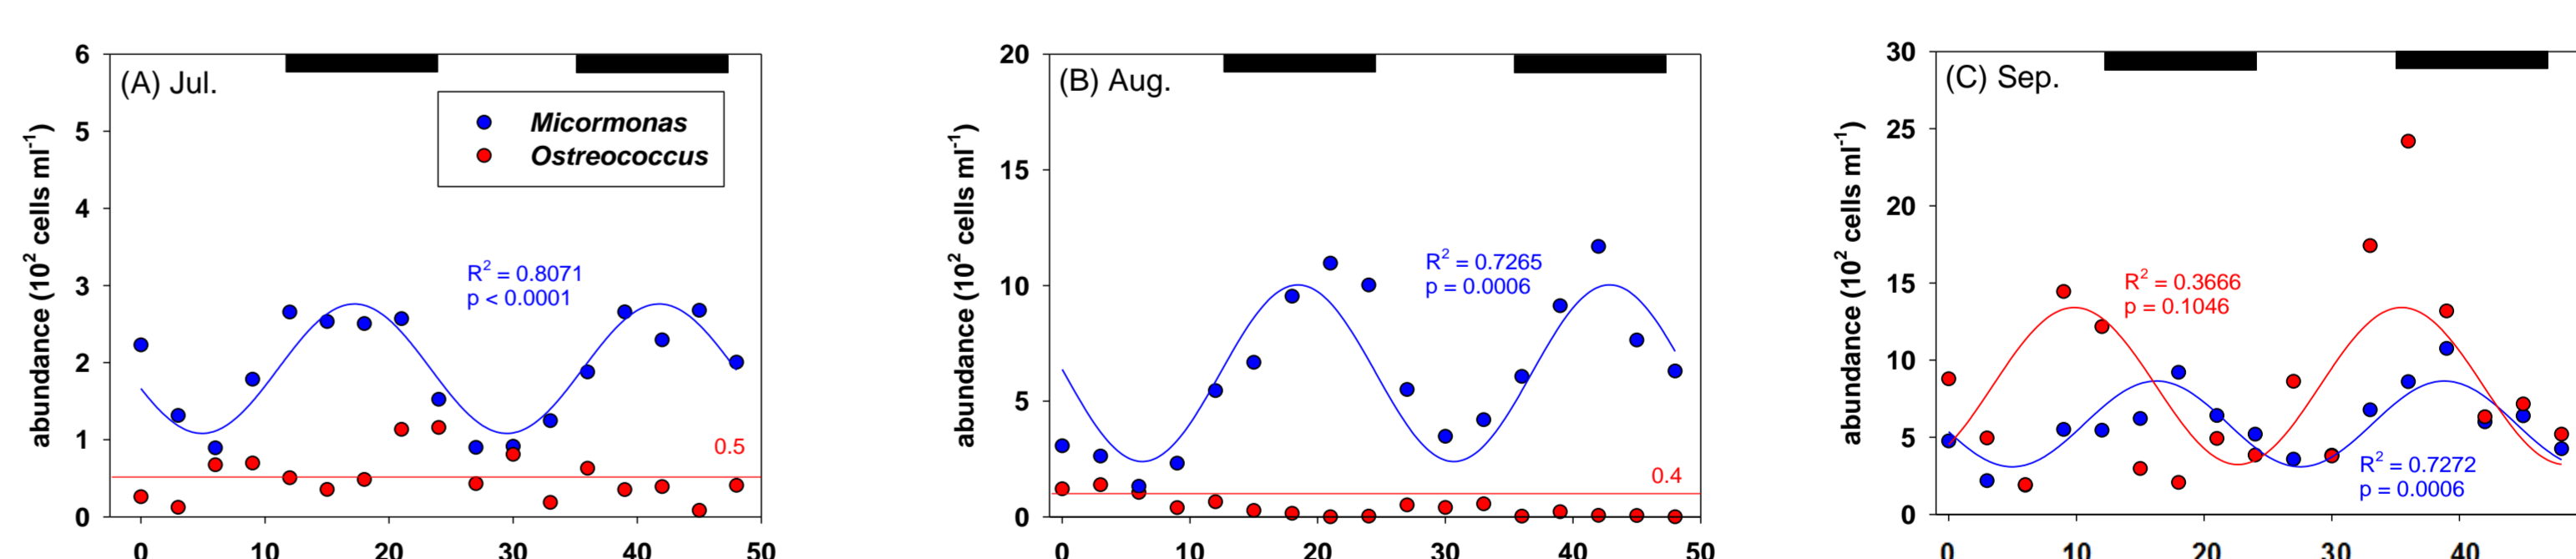 (A) Jul.
Micormonas
Ostreococcus
R² = 0.8071
p < 0.0001
0.5
abundance (10² cells ml⁻¹)
6
5
4
3
2
1
0
0 10 20 30 40 50
(B) Aug.
R² = 0.7265
p = 0.0006
0.4
abundance (10² cells ml⁻¹)
20
15
10
5
0
0 10 20 30 40 50
(C) Sep.
R² = 0.3666
p = 0.1046
R² = 0.7272
p = 0.0006
abundance (10² cells ml⁻¹)
30
25
20
15
10
5
0
0 10 20 30 40